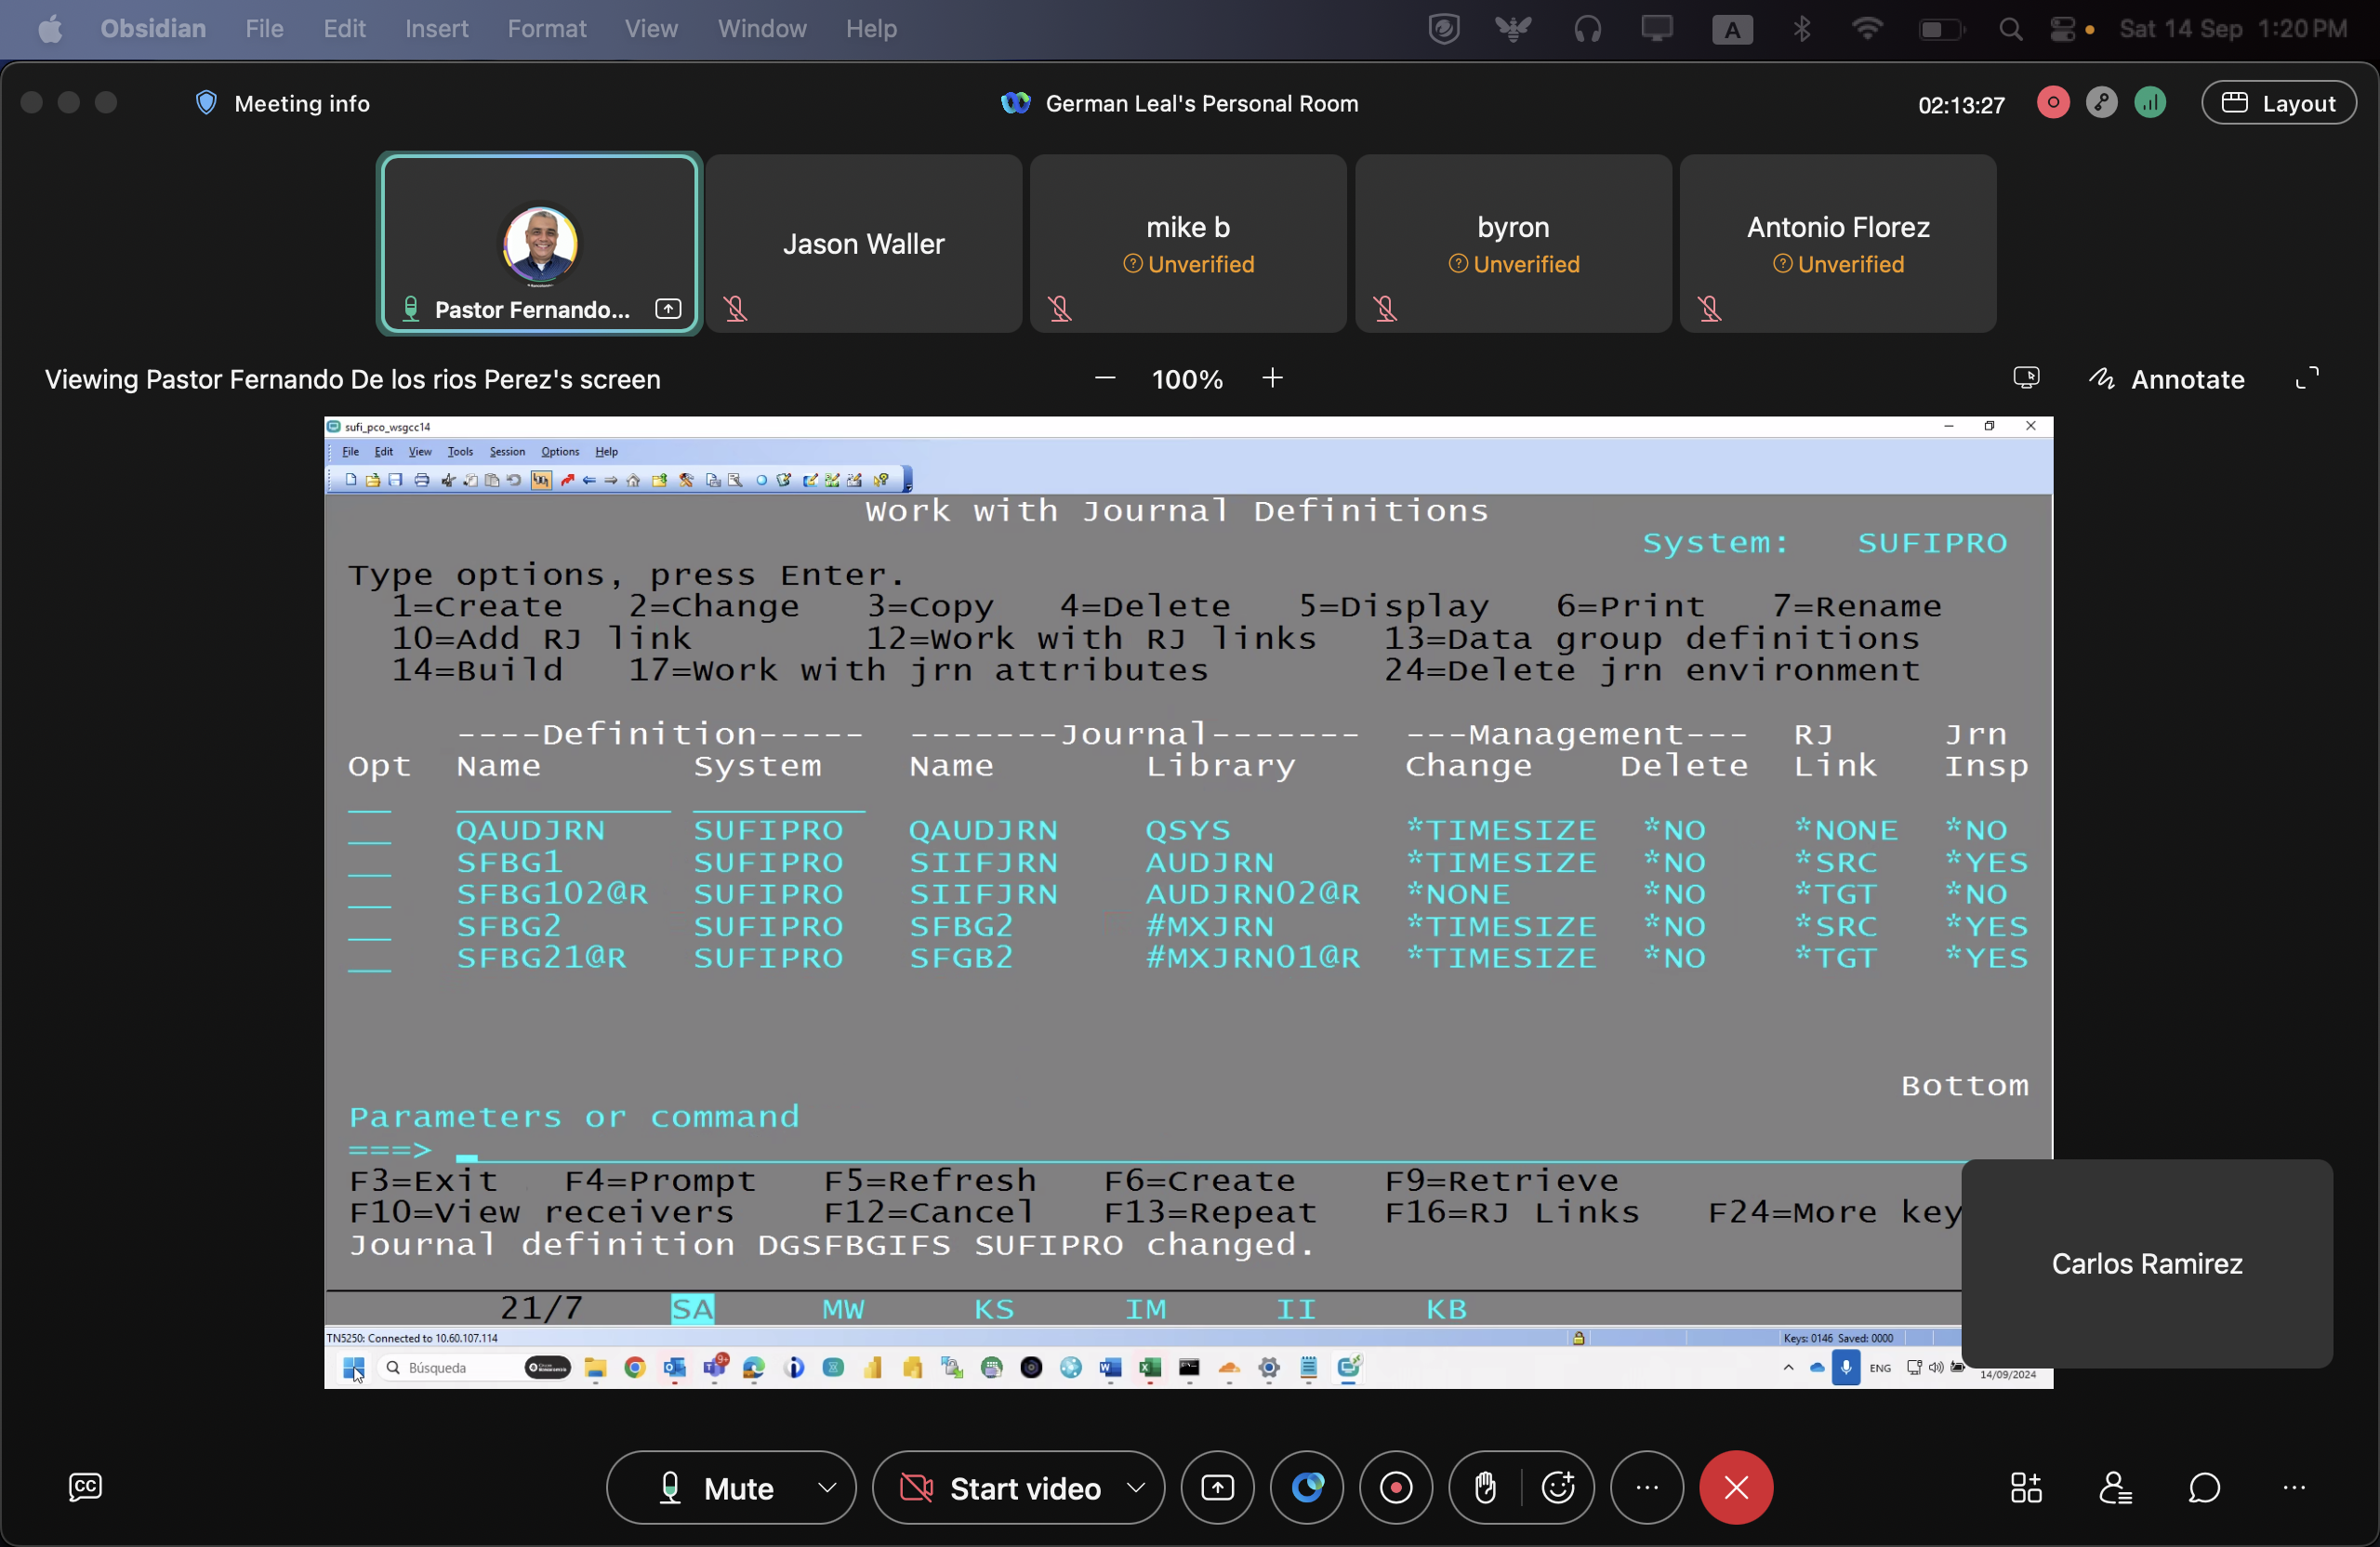 Obsidian File Edit Insert Format View Window Help A Sat 14 Sep 1:20 PM
Meeting info German Leal's Personal Room 02:13:27 Layout
Pastor Fernando...
Jason Waller
mike b
Unverified
byron
Unverified
Antonio Florez
Unverified
Viewing Pastor Fernando De los rios Perez's screen 100% Annotate
sufi_pco_wsgcc14
File Edit View Tools Session Options Help
Work with Journal Definitions
System: SUFIPRO
Type options, press Enter.
1=Create 2=Change 3=Copy 4=Delete 5=Display 6=Print 7=Rename
10=Add RJ link 12=Work with RJ links 13=Data group definitions
14=Build 17=Work with jrn attributes 24=Delete jrn environment
----Definition----- -------Journal------- ---Management--- RJ Jrn
Opt Name System Name Library Change Delete Link Insp
QAUDJRN SUFIPRO QAUDJRN QSYS *TIMESIZE *NO *NONE *NO
SFBG1 SUFIPRO SIIFJRN AUDJRN *TIMESIZE *NO *SRC *YES
SFBG102@R SUFIPRO SIIFJRN AUDJRN02@R *NONE *NO *TGT *NO
SFBG2 SUFIPRO SFBG2 #MXJRN *TIMESIZE *NO *SRC *YES
SFBG21@R SUFIPRO SFGB2 #MXJRN01@R *TIMESIZE *NO *TGT *YES
Bottom
Parameters or command
===>
F3=Exit F4=Prompt F5=Refresh F6=Create F9=Retrieve
F10=View receivers F12=Cancel F13=Repeat F16=RJ Links F24=More key
Journal definition DGSFBGIFS SUFIPRO changed.
21/7 SA MW KS IM II KB
TN5250: Connected to 10.60.107.114 Keys: 0146 Saved: 0000
Búsqueda 9+ ENG
14/09/2024
Carlos Ramirez
CC Mute Start video